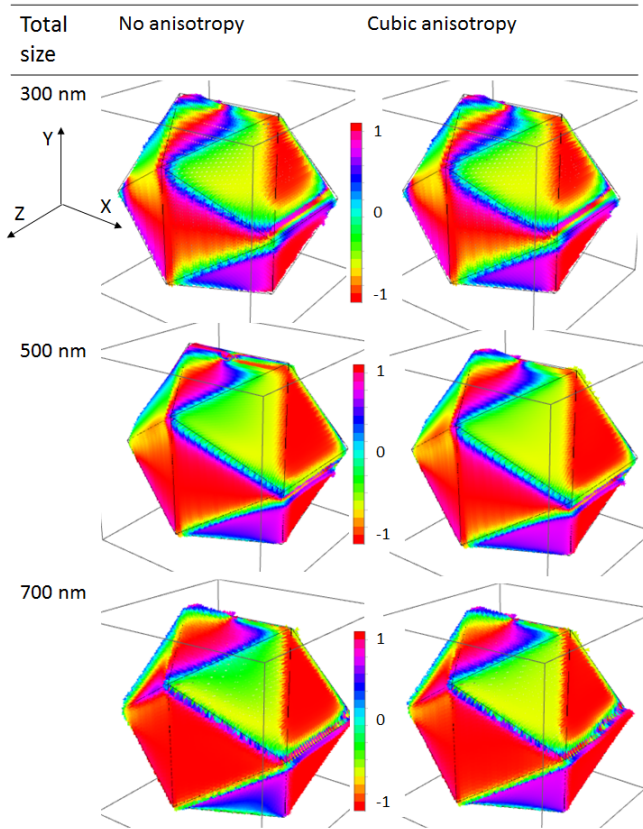 Total size
No anisotropy
Cubic anisotropy
300 nm
Y
Z
X
1
0
-1
500 nm
1
0
-1
700 nm
1
0
-1